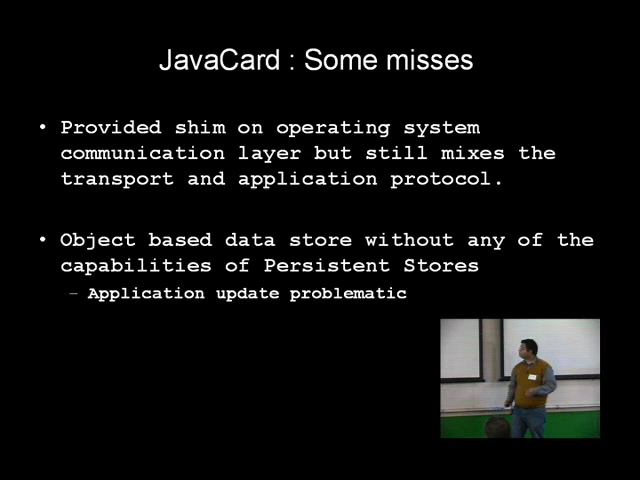 JavaCard : Some misses
• Provided shim on operating system
communication layer but still mixes the
transport and application protocol.
• Object based data store without any of the
capabilities of Persistent Stores
– Application update problematic